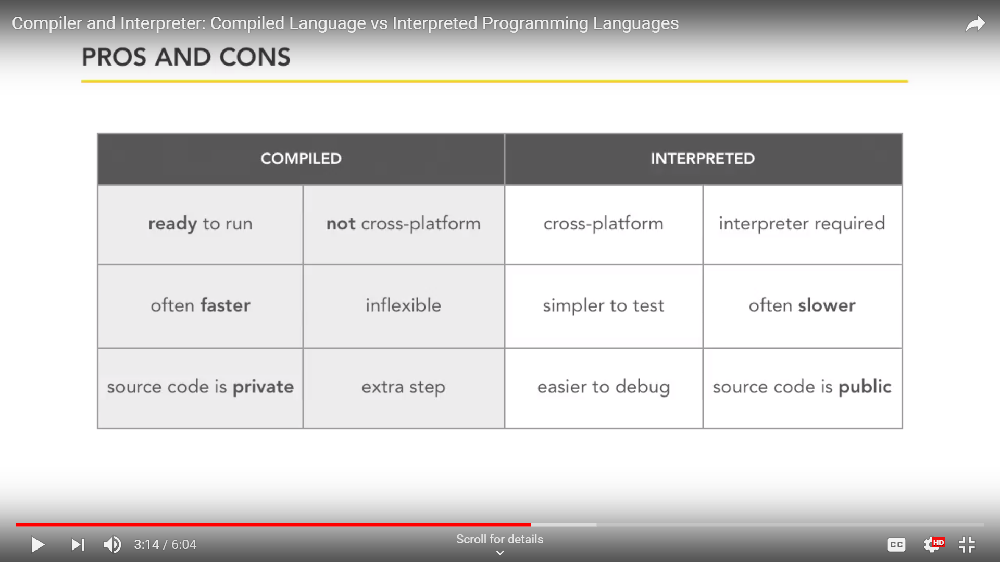 Compiler and Interpreter: Compiled Language vs Interpreted Programming Languages
PROS AND CONS
COMPILED
INTERPRETED
ready to run
not cross-platform
cross-platform
interpreter required
often faster
inflexible
simpler to test
often slower
source code is private
extra step
easier to debug
source code is public
3:14 / 6:04
Scroll for details
CC
HD